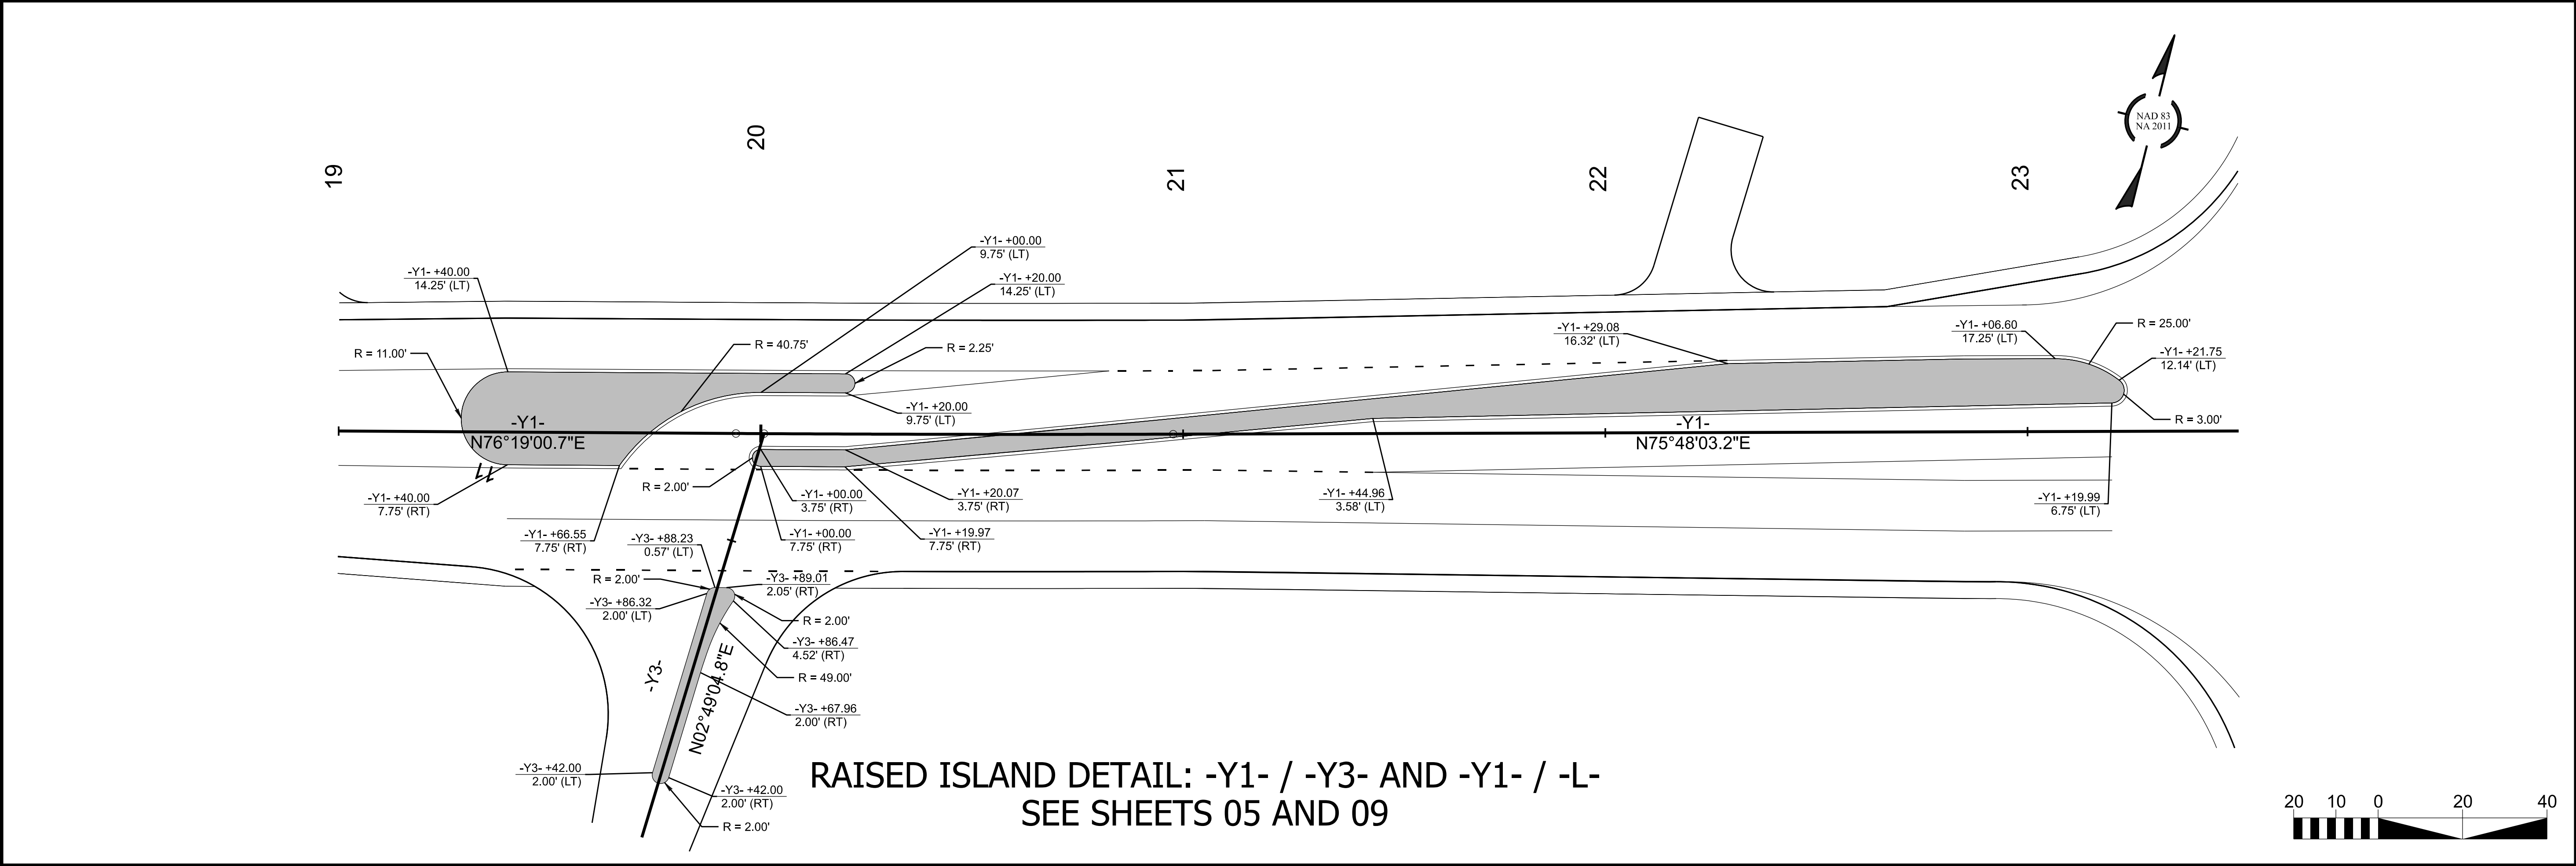 NAD 83
NA 2011
19
20
21
22
23
-Y1- +00.00
9.75' (LT)
-Y1- +40.00
14.25' (LT)
-Y1- +20.00
14.25' (LT)
-Y1- +29.08
16.32' (LT)
-Y1- +06.60
17.25' (LT)
R = 25.00'
R = 11.00'
R = 40.75'
R = 2.25'
-Y1- +21.75
12.14' (LT)
-Y1- +20.00
9.75' (LT)
R = 3.00'
-Y1-
N76°19'00.7"E
-Y1-
N75°48'03.2"E
11
R = 2.00'
-Y1- +40.00
7.75' (RT)
-Y1- +00.00
3.75' (RT)
-Y1- +20.07
3.75' (RT)
-Y1- +44.96
3.58' (LT)
-Y1- +19.99
6.75' (LT)
-Y1- +66.55
7.75' (RT)
-Y3- +88.23
0.57' (LT)
-Y1- +00.00
7.75' (RT)
-Y1- +19.97
7.75' (RT)
R = 2.00'
-Y3- +89.01
2.05' (RT)
-Y3- +86.32
2.00' (LT)
R = 2.00'
-Y3- +86.47
4.52' (RT)
-Y3-
N02°49'04.8"E
R = 49.00'
-Y3- +67.96
2.00' (RT)
-Y3- +42.00
2.00' (LT)
-Y3- +42.00
2.00' (RT)
R = 2.00'
RAISED ISLAND DETAIL: -Y1- / -Y3- AND -Y1- / -L-
SEE SHEETS 05 AND 09
20 10 0 20 40